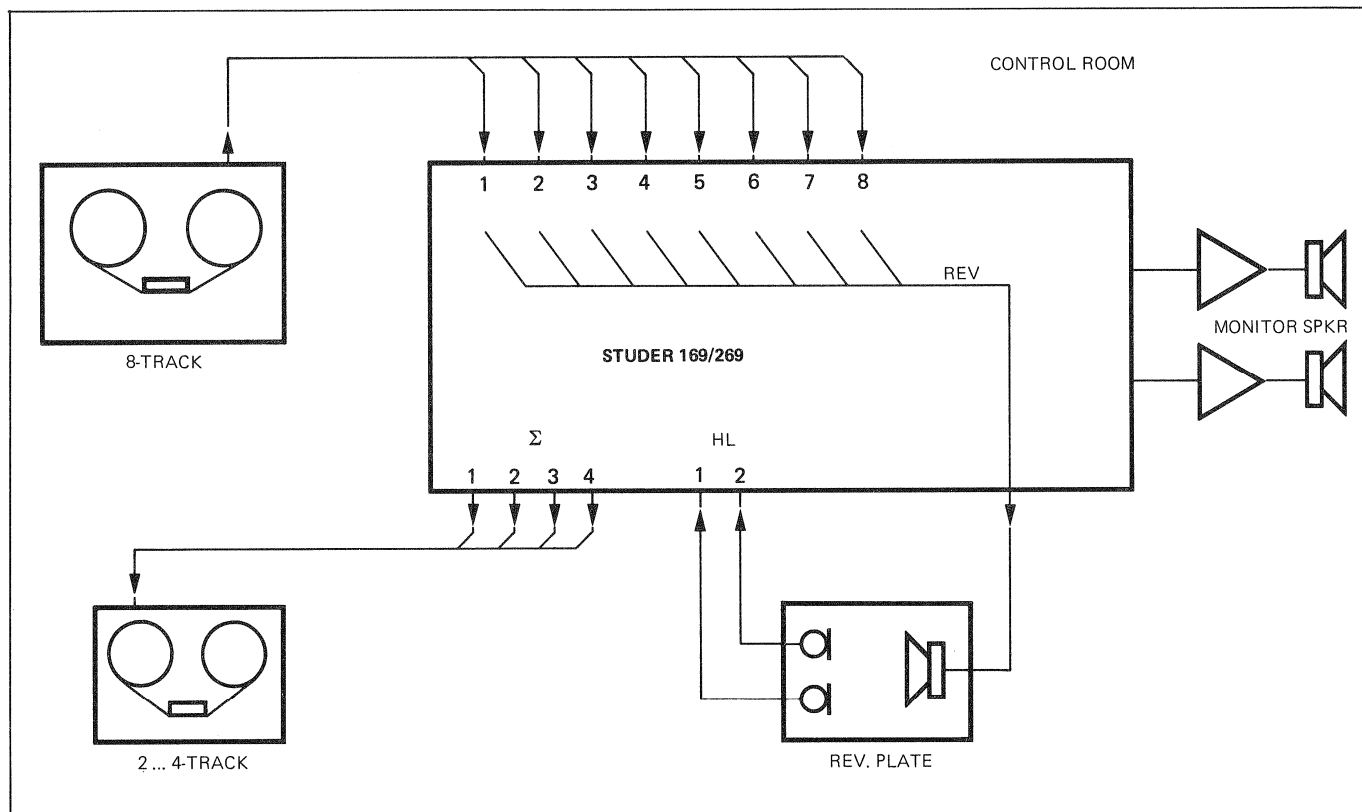 CONTROL ROOM
1 2 3 4 5 6 7 8
REV
MONITOR SPKR
8-TRACK
STUDER 169/269
Σ HL
1 2 3 4 1 2
2 ... 4-TRACK
REV. PLATE